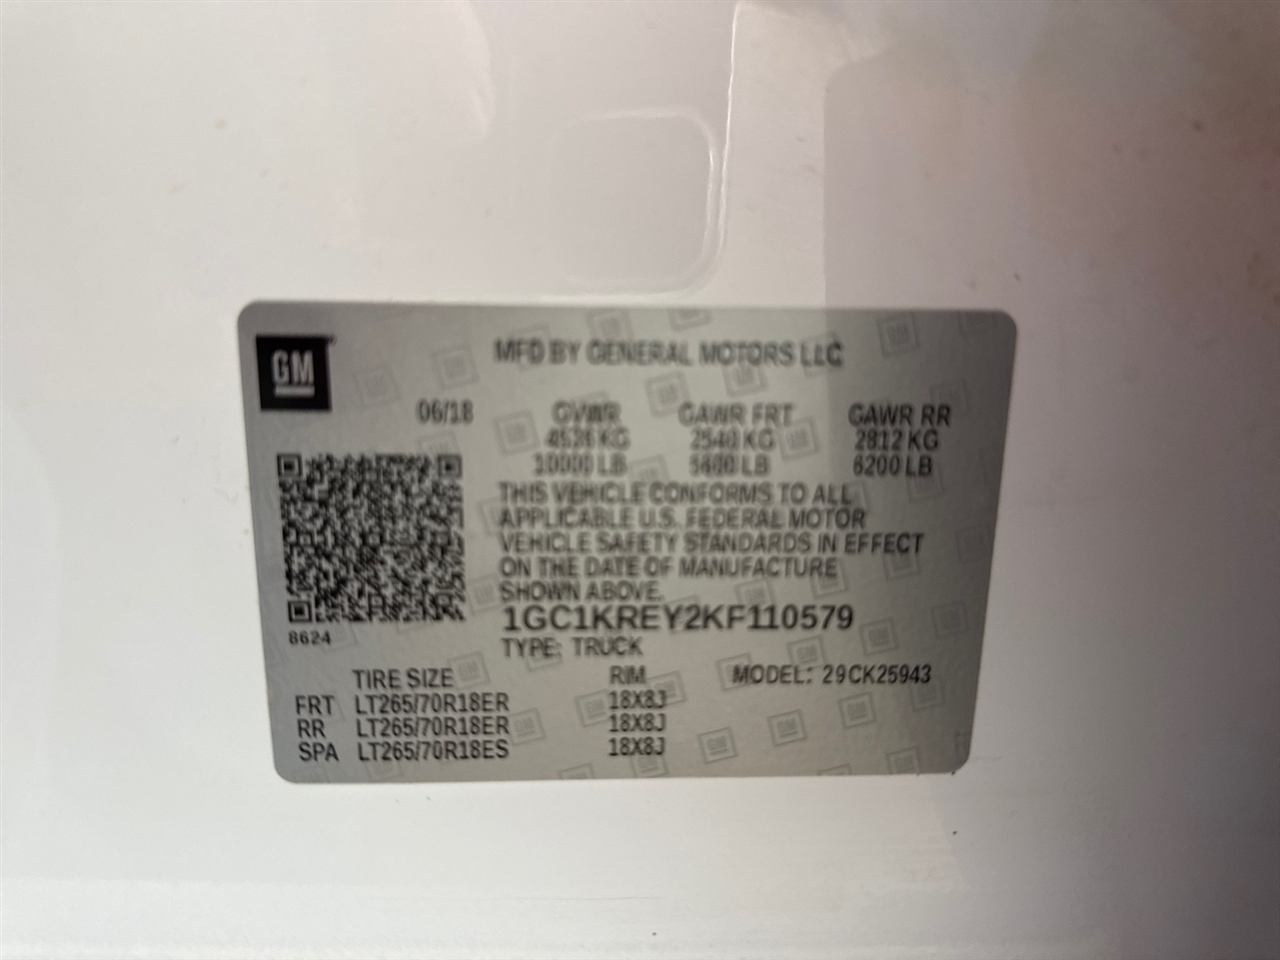 GM
MFD BY GENERAL MOTORS LLC
06/18 GVWR GAWR FRT GAWR RR
4526 KG 2540 KG 2812 KG
10000 LB 5600 LB 6200 LB
THIS VEHICLE CONFORMS TO ALL
APPLICABLE U.S. FEDERAL MOTOR
VEHICLE SAFETY STANDARDS IN EFFECT
ON THE DATE OF MANUFACTURE
SHOWN ABOVE.
1GC1KREY2KF110579
8624
TYPE: TRUCK
TIRE SIZE RIM MODEL: 29CK25943
FRT LT265/70R18ER 18X8J
RR LT265/70R18ER 18X8J
SPA LT265/70R18ES 18X8J